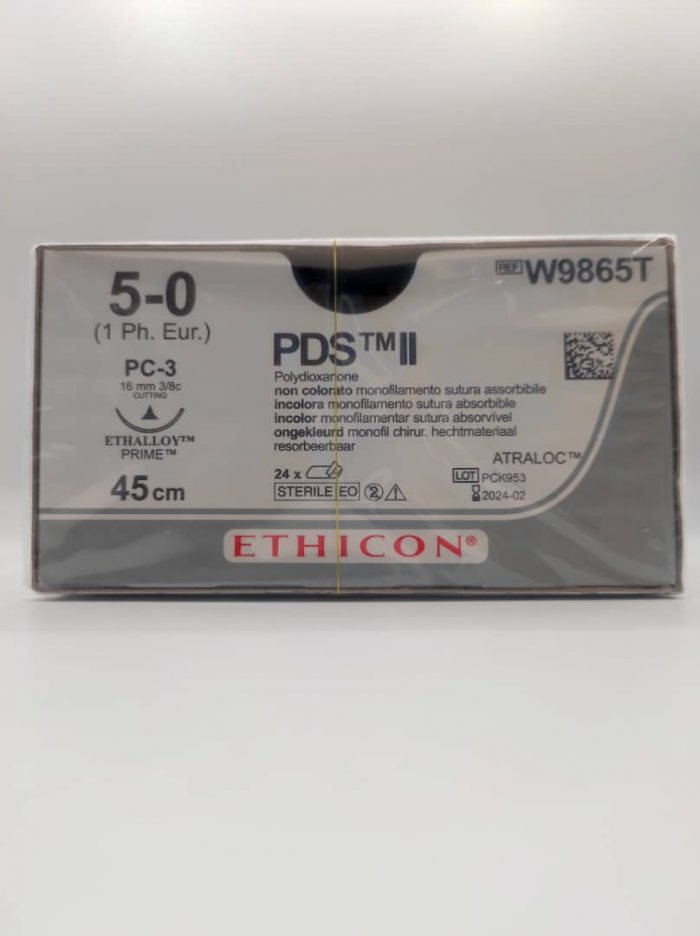 5-0
(1 Ph. Eur.)
PC-3
16 mm 3/8c
CUTTING
ETHALLOY™
PRIME™
45 cm
REF W9865T
PDS™II
Polydioxanone
non colorato monofilamento sutura assorbibile
incolora monofilamento sutura absorbible
incolor monofilamentar sutura absorvível
ongekleurd monofil chirur. hechtmateriaal
resorbeerbaar
24 x
STERILE EO
ATRALOC™
LOT PCK953
2024-02
ETHICON®